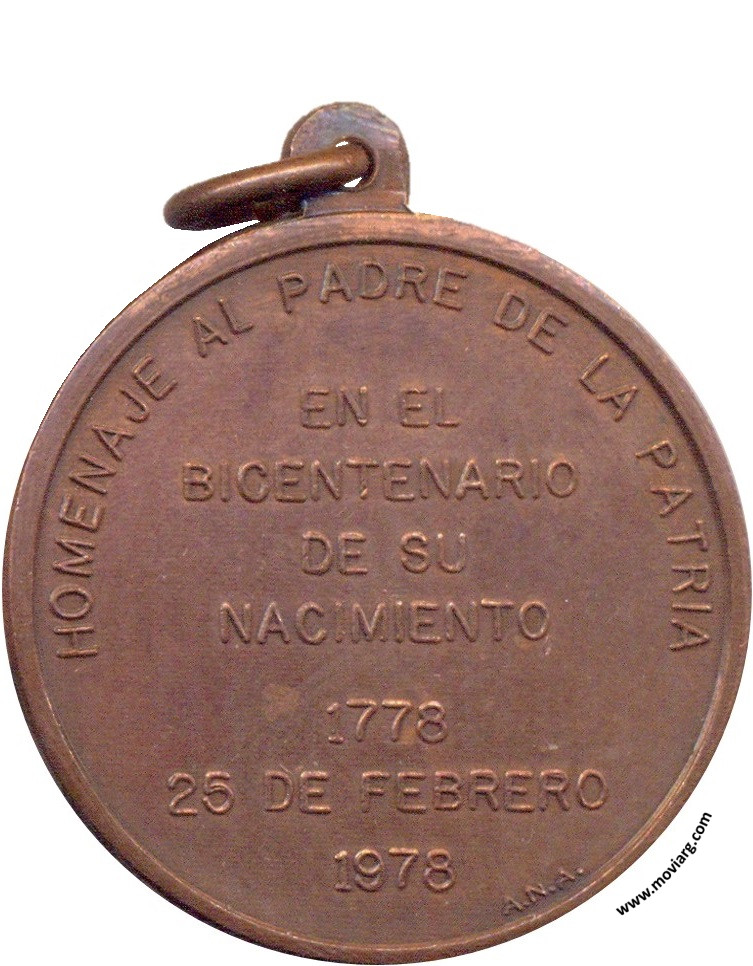 HOMENAJE AL PADRE DE LA PATRIA
EN EL
BICENTENARIO
DE SU
NACIMIENTO
1778
25 DE FEBRERO
1978
A.N.A.
www.moviarg.com